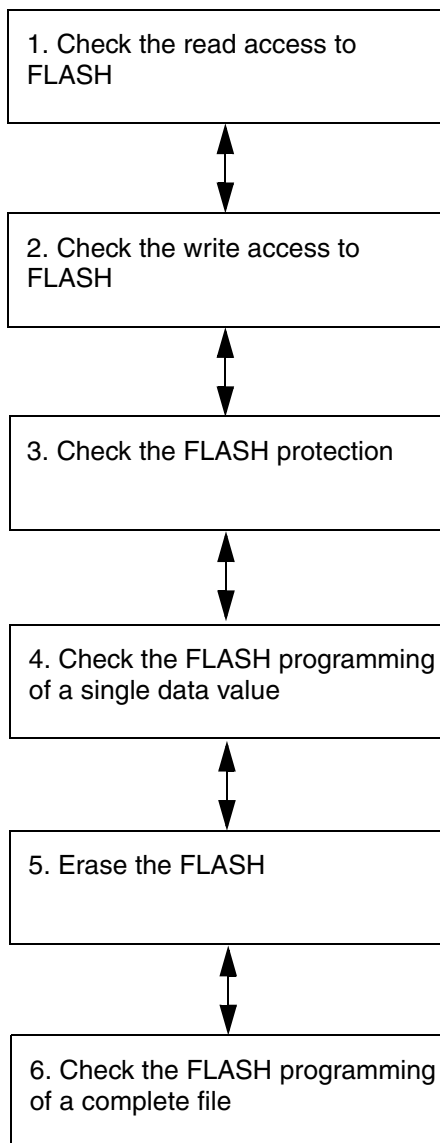 1. Check the read access to
FLASH
2. Check the write access to
FLASH
3. Check the FLASH protection
4. Check the FLASH programming
of a single data value
5. Erase the FLASH
6. Check the FLASH programming
of a complete file